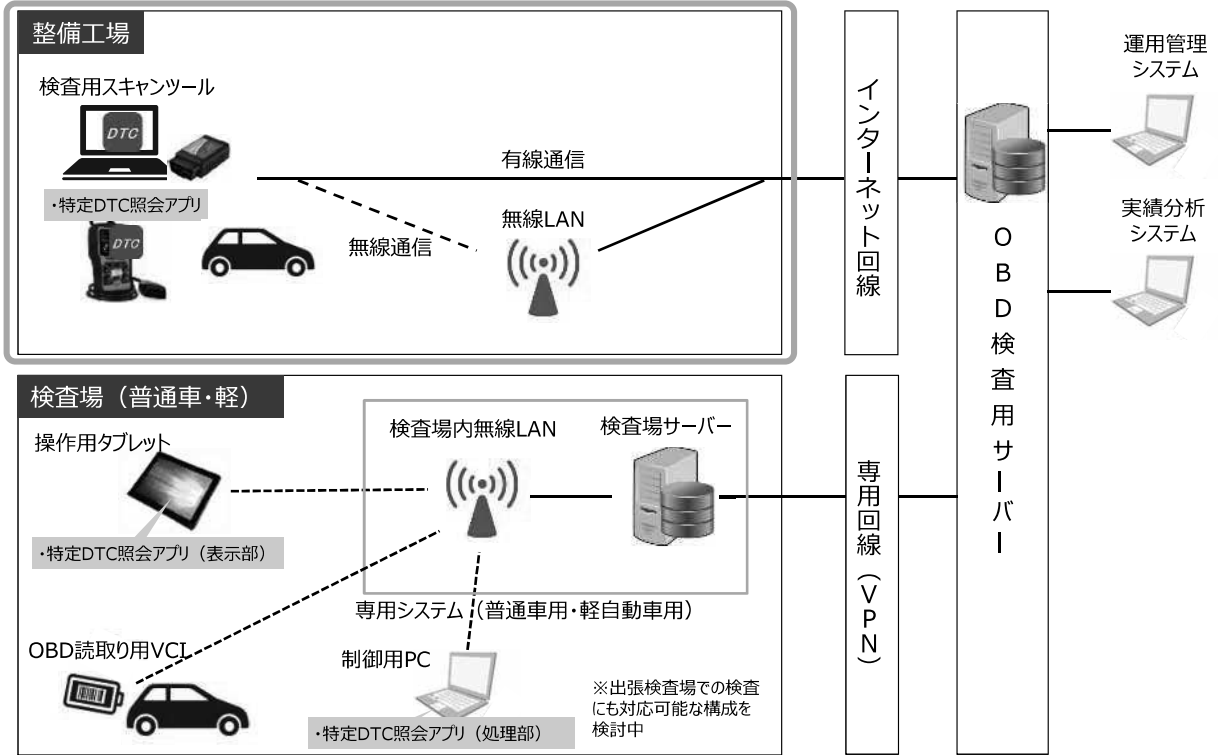 整備工場
検査用スキャンツール
DTC
・特定DTC照会アプリ
DTC
有線通信
無線LAN
無線通信
インターネット回線
OBD検査用サーバー
運用管理
システム
実績分析
システム
検査場（普通車・軽）
操作用タブレット
・特定DTC照会アプリ（表示部）
検査場内無線LAN
検査場サーバー
専用システム（普通車用・軽自動車用）
専用回線（VPN）
OBD読取り用VCI
制御用PC
・特定DTC照会アプリ（処理部）
※出張検査場での検査
にも対応可能な構成を
検討中